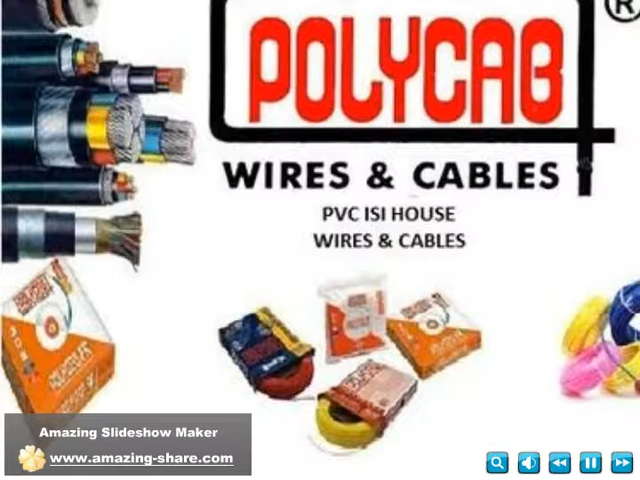 ®
POLYCAB
WIRES & CABLES
PVC ISI HOUSE
WIRES & CABLES
Amazing Slideshow Maker
www.amazing-share.com